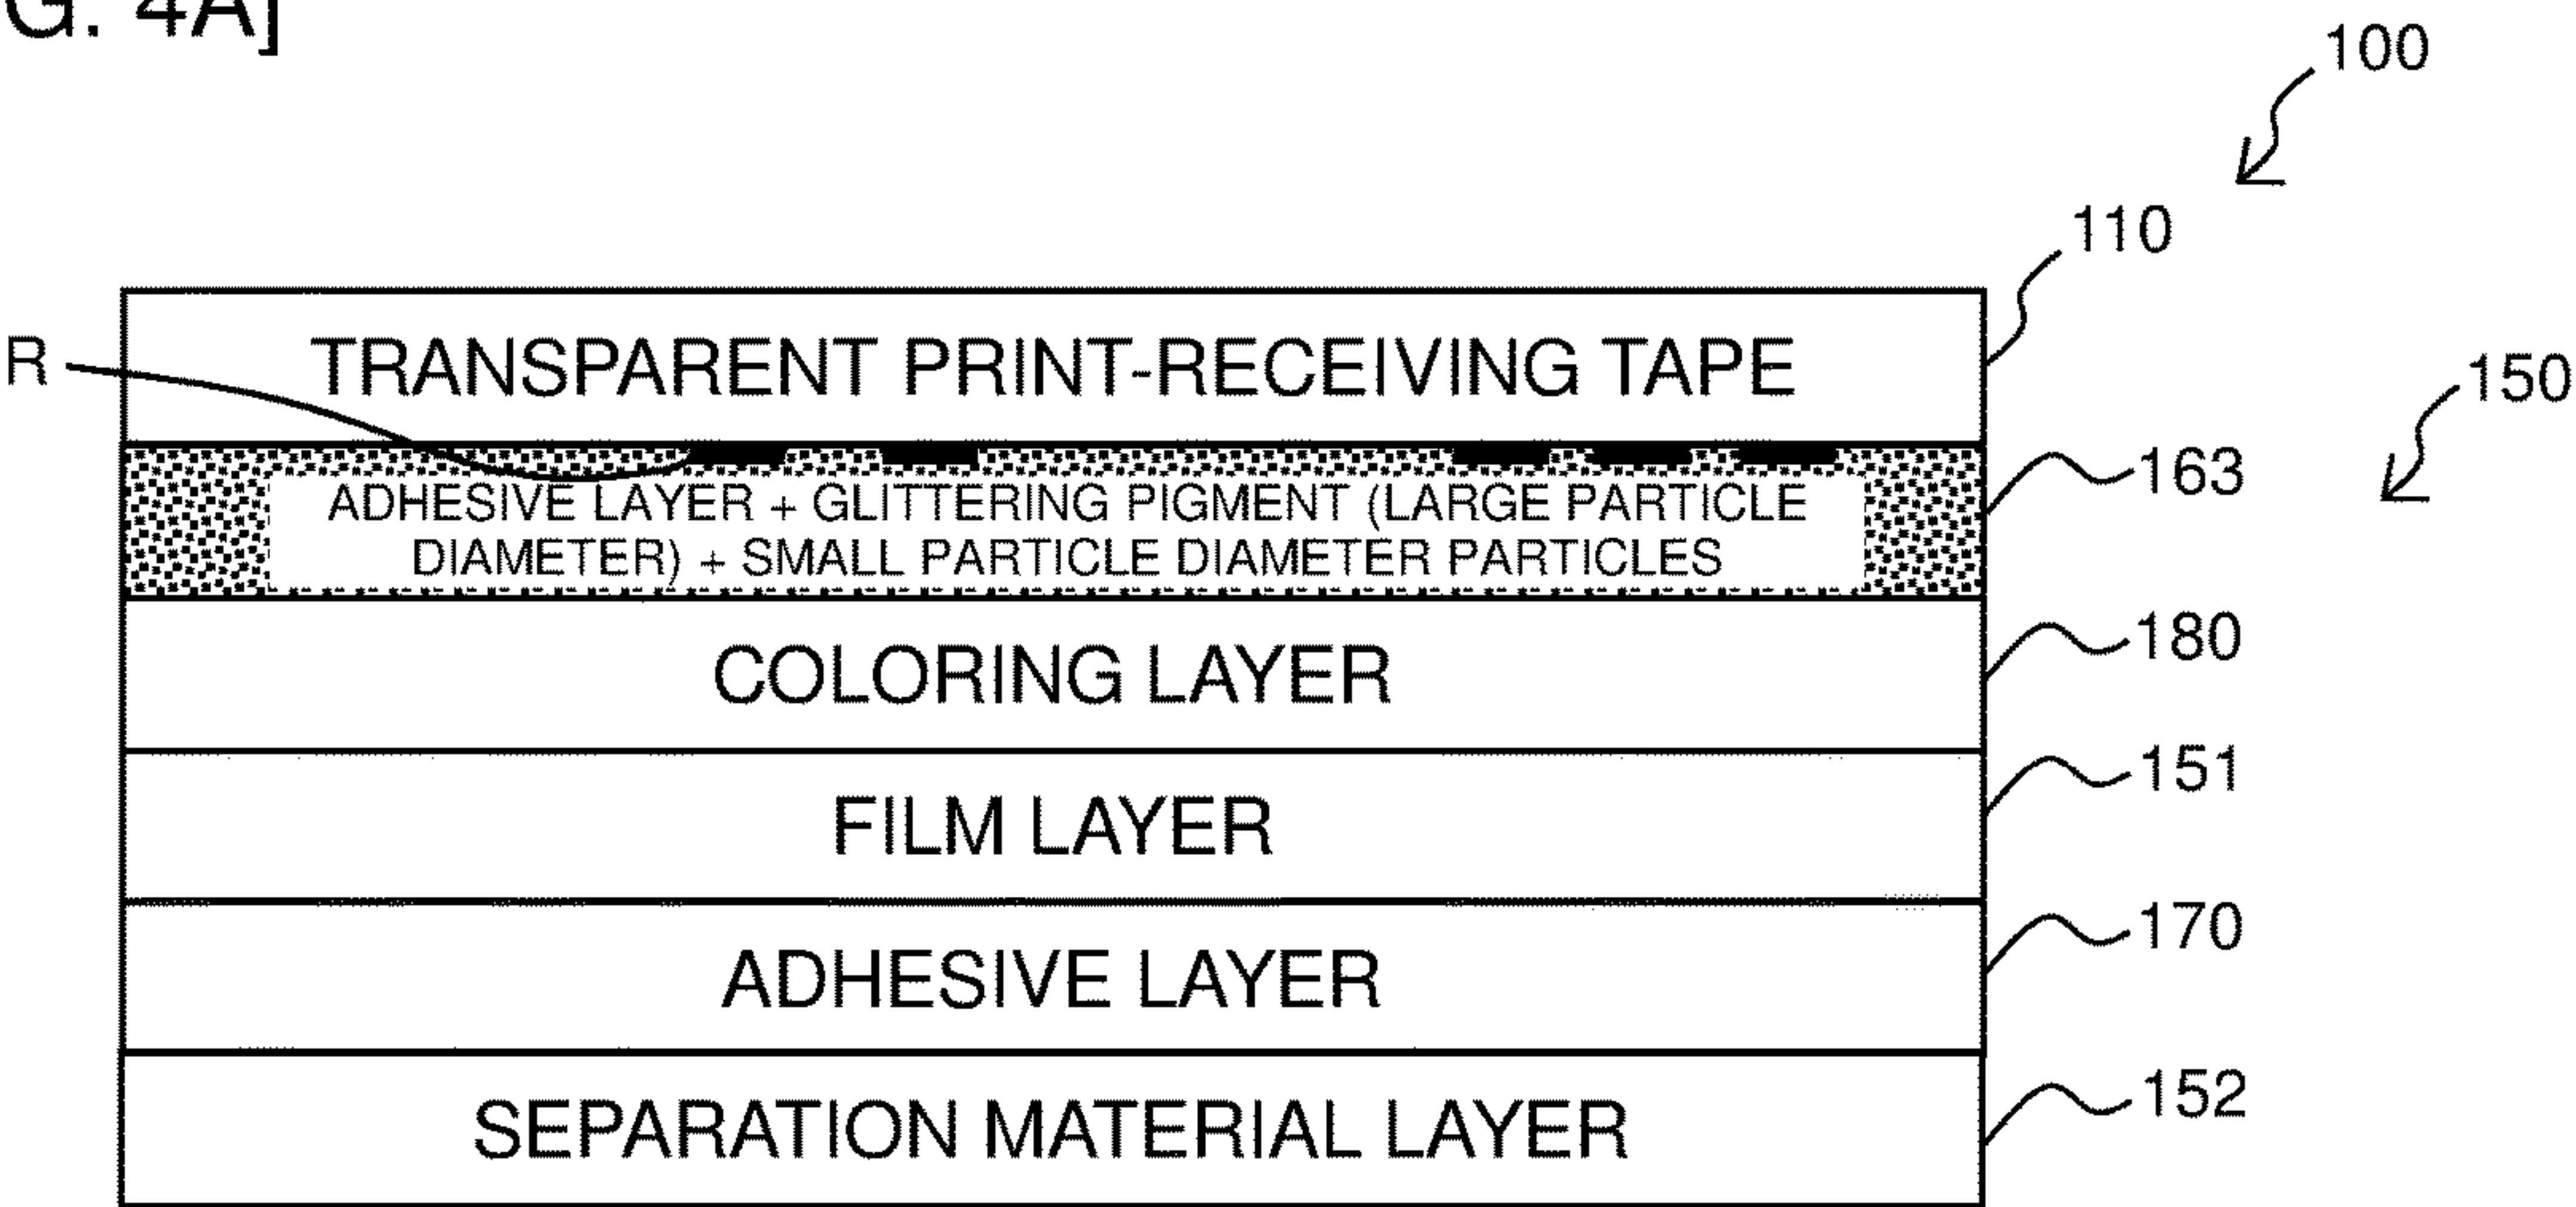 G. 4A]
100
110
TRANSPARENT PRINT-RECEIVING TAPE
R
150
163
ADHESIVE LAYER + GLITTERING PIGMENT (LARGE PARTICLE
DIAMETER) + SMALL PARTICLE DIAMETER PARTICLES
COLORING LAYER
180
FILM LAYER
151
ADHESIVE LAYER
170
SEPARATION MATERIAL LAYER
152